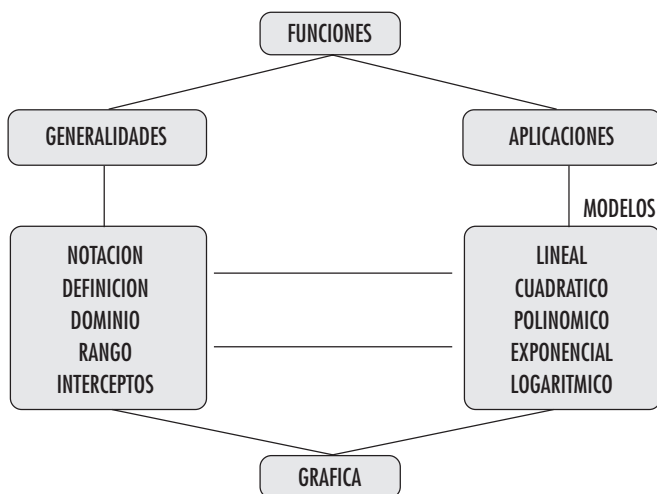 FUNCIONES
GENERALIDADES
APLICACIONES
MODELOS
NOTACION
DEFINICION
DOMINIO
RANGO
INTERCEPTOS
LINEAL
CUADRATICO
POLINOMICO
EXPONENCIAL
LOGARITMICO
GRAFICA